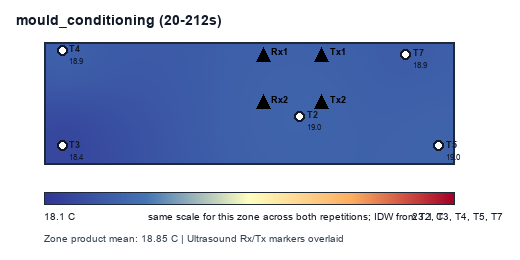 mould_conditioning (20-212s)
T4
18.9
Rx1
Tx1
T7
18.9
Rx2
Tx2
T2
19.0
T3
18.4
T5
19.0
18.1 C
same scale for this zone across both repetitions; IDW from T2, T3, T4, T5, T7
Zone product mean: 18.85 C | Ultrasound Rx/Tx markers overlaid